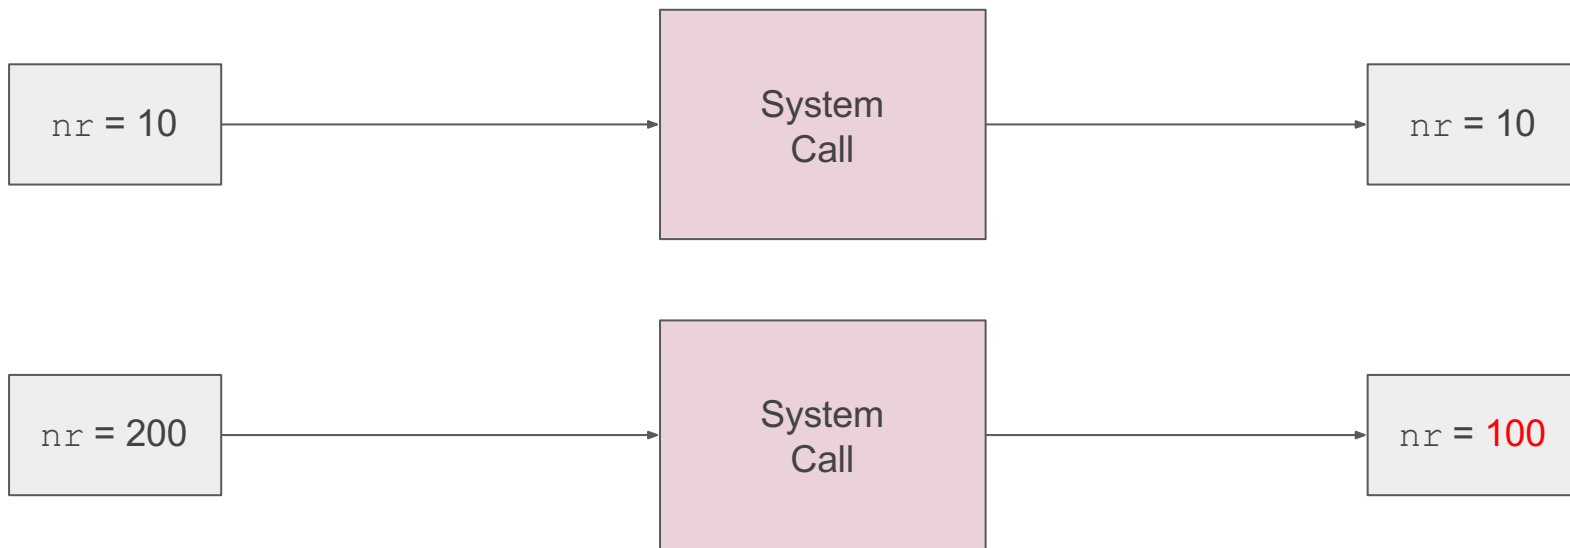 nr = 10
System
Call
nr = 10
nr = 200
System
Call
nr = 100